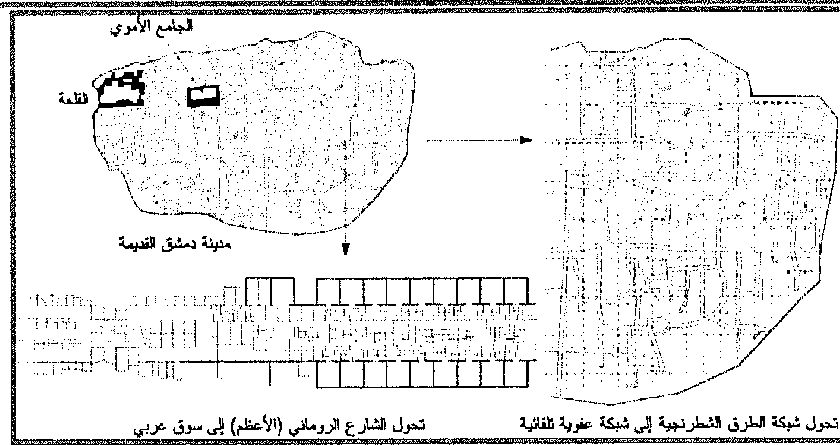 الجامع الأموي
القلعة
مدينة دمشق القديمة
تحول الشارع الروماني (الأعظم) إلى سوق عربي
تحول شبكة الطرق الشطرنجية إلى شبكة عفوية تلقائية